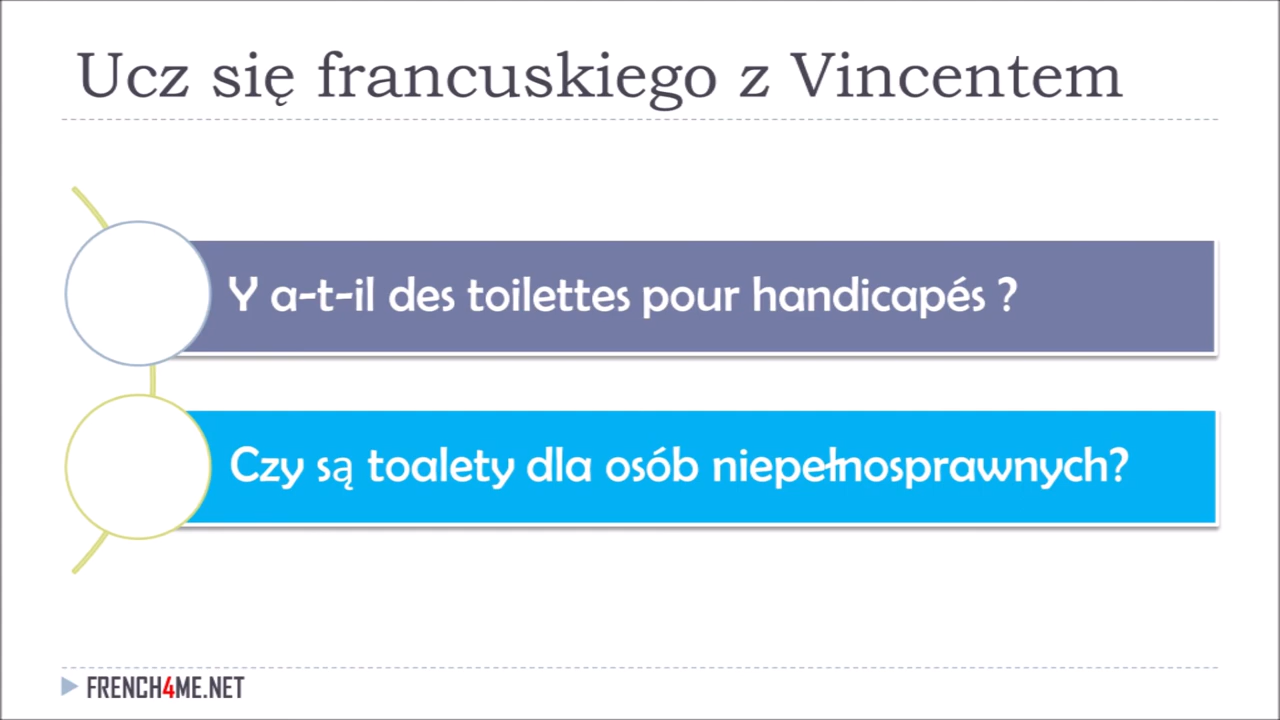 Ucz się francuskiego z Vincentem
Y a-t-il des toilettes pour handicapés ?
Czy są toalety dla osób niepełnosprawnych?
FRENCH4ME.NET